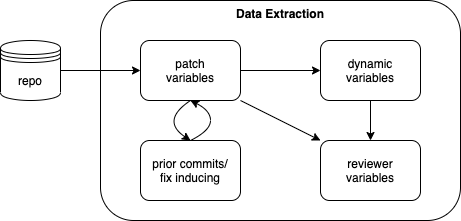 Data Extraction
repo
patch
variables
dynamic
variables
prior commits/
fix inducing
reviewer
variables